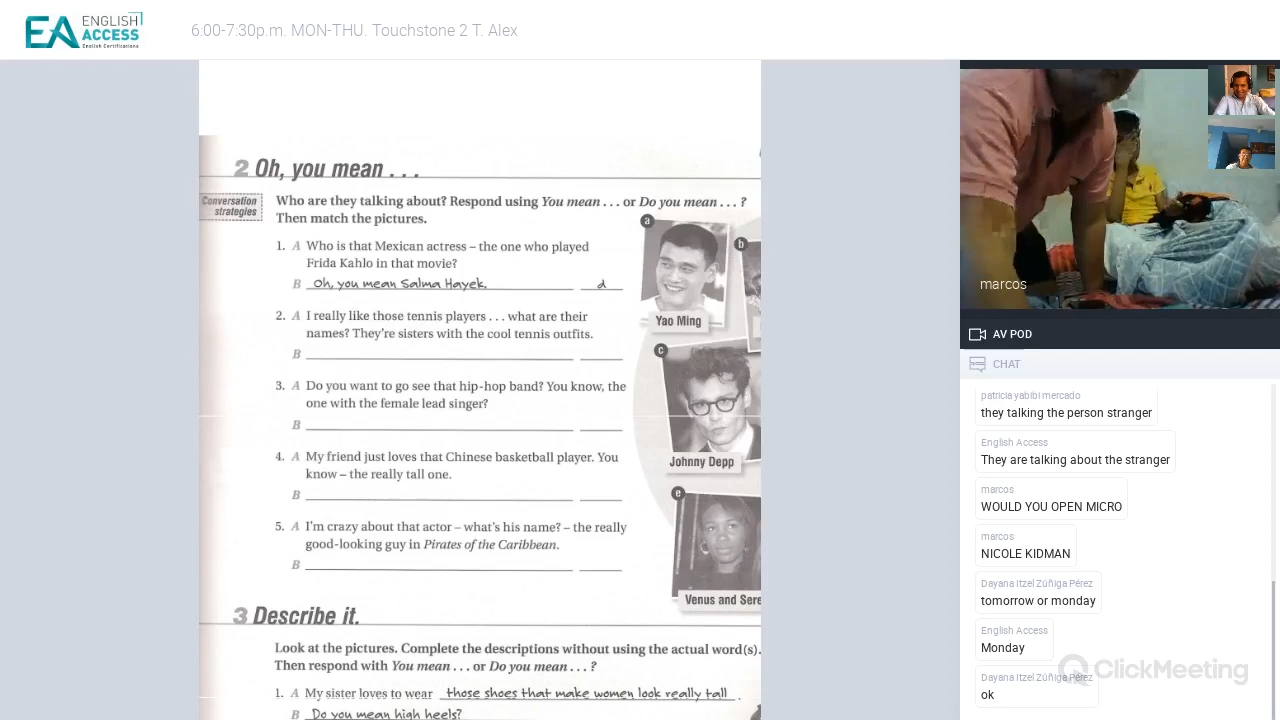 EA ENGLISH ACCESS
English Certifications
6:00-7:30p.m. MON-THU. Touchstone 2 T. Alex
2 Oh, you mean . . .
Conversation
strategies
Who are they talking about? Respond using You mean . . . or Do you mean . . . ?
Then match the pictures.
1. A Who is that Mexican actress – the one who played
Frida Kahlo in that movie?
B Oh, you mean Salma Hayek. d
2. A I really like those tennis players . . . what are their
names? They're sisters with the cool tennis outfits.
B
3. A Do you want to go see that hip-hop band? You know, the
one with the female lead singer?
B
4. A My friend just loves that Chinese basketball player. You
know – the really tall one.
B
5. A I'm crazy about that actor – what's his name? – the really
good-looking guy in Pirates of the Caribbean.
B
a
b
Yao Ming
c
Johnny Depp
e
Venus and Sere
3 Describe it.
Look at the pictures. Complete the descriptions without using the actual word(s).
Then respond with You mean . . . or Do you mean . . . ?
1. A My sister loves to wear those shoes that make women look really tall .
B Do you mean high heels?
marcos
AV POD
CHAT
patricia yabibi mercado
they talking the person stranger
English Access
They are talking about the stranger
marcos
WOULD YOU OPEN MICRO
marcos
NICOLE KIDMAN
Dayana Itzel Zúñiga Pérez
tomorrow or monday
English Access
Monday
Dayana Itzel Zúñiga Pérez
ok
ClickMeeting